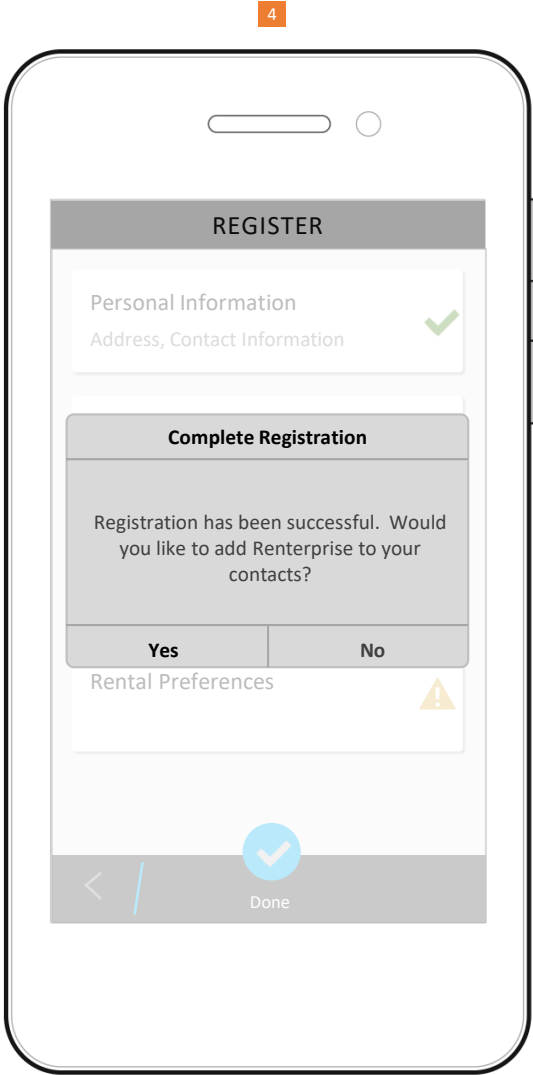 4
REGISTER
Personal Information
Address, Contact Information
Complete Registration
Registration has been successful.  Would
you like to add Renterprise to your
contacts?
Yes
No
Rental Preferences
Done